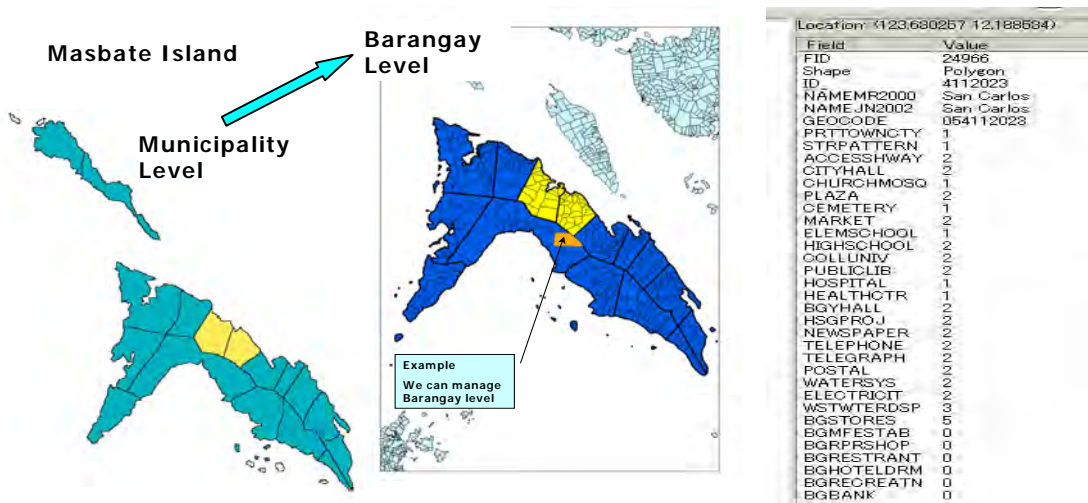 Masbate Island
Barangay
Level
Municipality
Level
Example
We can manage
Barangay level
Location: (123.680257 12.188584)
Field Value
FID 24966
Shape Polygon
ID_ 4112023
NAMEMR2000 San Carlos
NAMEJN2002 San Carlos
GEOCODE 054112023
PRTTOWNCTY 1
STRPATTERN 1
ACCESSHWAY 2
CITYHALL 2
CHURCHMOSQ 1
PLAZA 2
CEMETERY 1
MARKET 2
ELEMSCHOOL 1
HIGHSCHOOL 2
COLLUNIV 2
PUBLICLIB 2
HOSPITAL 1
HEALTHCTR 1
BGYHALL 2
HSGPROJ 2
NEWSPAPER 2
TELEPHONE 2
TELEGRAPH 2
POSTAL 2
WATERSYS 2
ELECTRICIT 2
WSTWTERDSP 3
BGSTORES 5
BGMFESTAB 0
BGRPRSHOP 0
BGRESTRANT 0
BGHOTELDRM 0
BGRECREATN 0
BGBANK 0